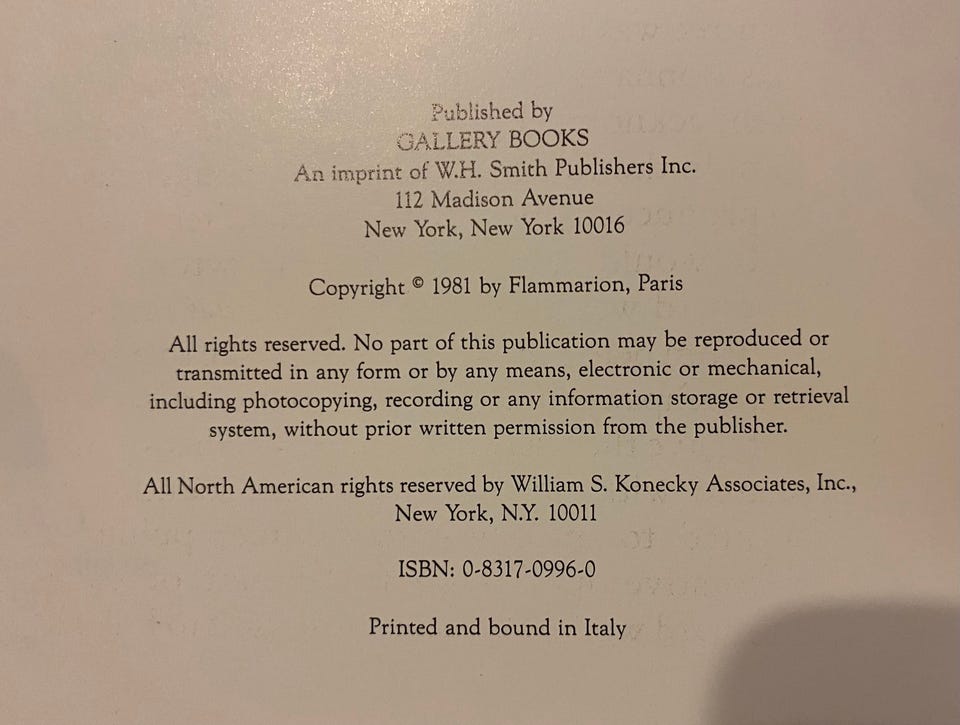 Published by
GALLERY BOOKS
An imprint of W.H. Smith Publishers Inc.
112 Madison Avenue
New York, New York 10016
Copyright © 1981 by Flammarion, Paris
All rights reserved. No part of this publication may be reproduced or
transmitted in any form or by any means, electronic or mechanical,
including photocopying, recording or any information storage or retrieval
system, without prior written permission from the publisher.
All North American rights reserved by William S. Konecky Associates, Inc.,
New York, N.Y. 10011
ISBN: 0-8317-0996-0
Printed and bound in Italy